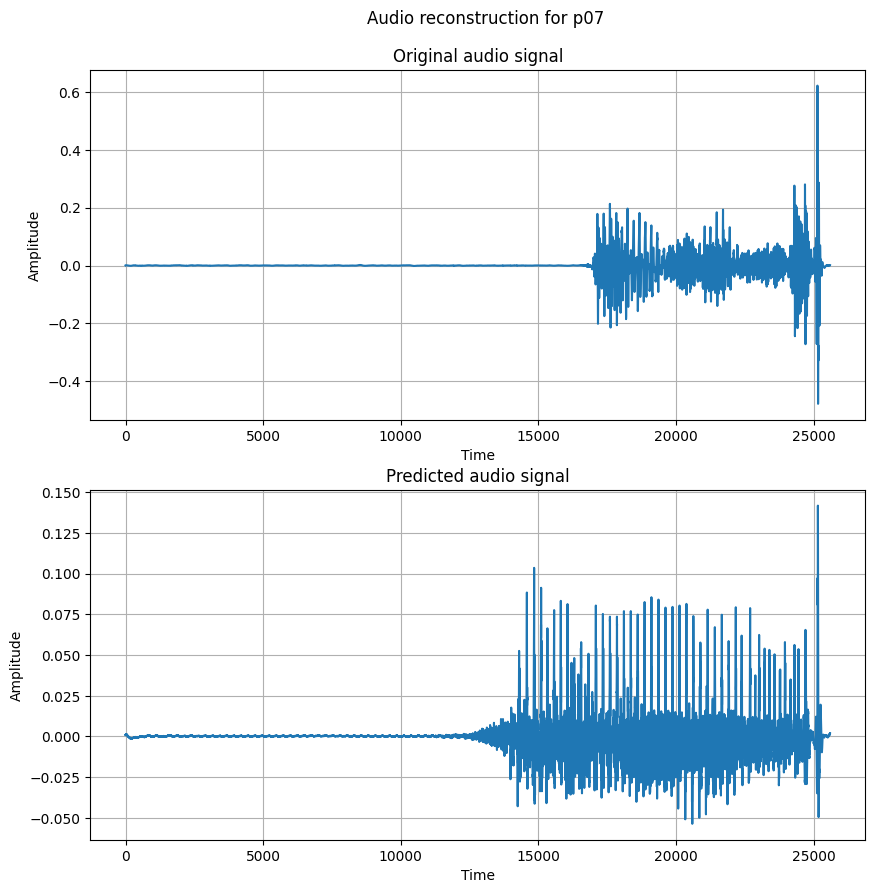 Audio reconstruction for p07
Original audio signal
0.6
0.4
0.2
0.0
−0.2
−0.4
Amplitude
0 5000 10000 15000 20000 25000
Time
Predicted audio signal
0.150
0.125
0.100
0.075
0.050
0.025
0.000
−0.025
−0.050
Amplitude
0 5000 10000 15000 20000 25000
Time